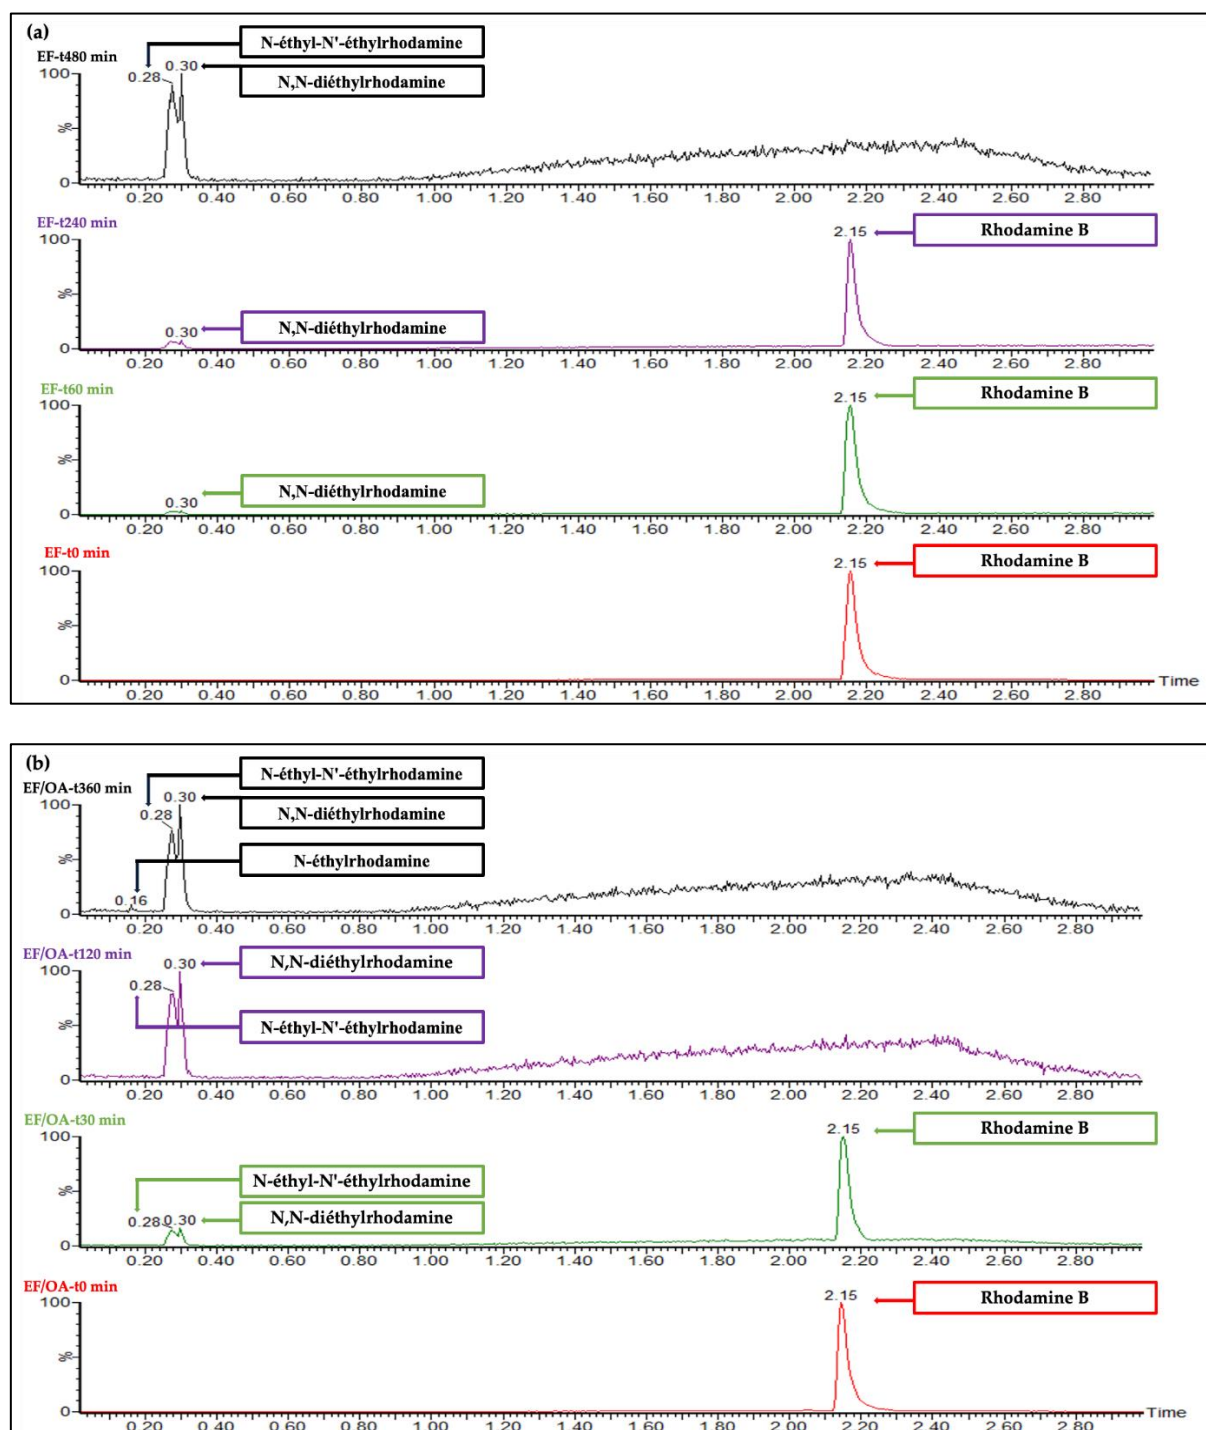 (a)
EF-t480 min
N-éthyl-N'-éthylrhodamine
0.28 0.30
N,N-diéthylrhodamine
100
%
0
0.20 0.40 0.60 0.80 1.00 1.20 1.40 1.60 1.80 2.00 2.20 2.40 2.60 2.80
EF-t240 min
100
2.15
Rhodamine B
%
0.30
N,N-diéthylrhodamine
0
0.20 0.40 0.60 0.80 1.00 1.20 1.40 1.60 1.80 2.00 2.20 2.40 2.60 2.80
EF-t60 min
100
2.15
Rhodamine B
%
0.30
N,N-diéthylrhodamine
0
0.20 0.40 0.60 0.80 1.00 1.20 1.40 1.60 1.80 2.00 2.20 2.40 2.60 2.80
EF-t0 min
100
2.15
Rhodamine B
%
0
0.20 0.40 0.60 0.80 1.00 1.20 1.40 1.60 1.80 2.00 2.20 2.40 2.60 2.80
Time
(b)
EF/OA-t360 min
N-éthyl-N'-éthylrhodamine
100
0.28 0.30
N,N-diéthylrhodamine
%
N-éthylrhodamine
0.16
0
0.20 0.40 0.60 0.80 1.00 1.20 1.40 1.60 1.80 2.00 2.20 2.40 2.60 2.80
EF/OA-t120 min
100
0.28 0.30
N,N-diéthylrhodamine
%
N-éthyl-N'-éthylrhodamine
0
0.20 0.40 0.60 0.80 1.00 1.20 1.40 1.60 1.80 2.00 2.20 2.40 2.60 2.80
EF/OA-t30 min
100
2.15
Rhodamine B
%
N-éthyl-N'-éthylrhodamine
0.28 0.30
N,N-diéthylrhodamine
0
0.20 0.40 0.60 0.80 1.00 1.20 1.40 1.60 1.80 2.00 2.20 2.40 2.60 2.80
EF/OA-t0 min
100
2.15
Rhodamine B
%
0
0.20 0.40 0.60 0.80 1.00 1.20 1.40 1.60 1.80 2.00 2.20 2.40 2.60 2.80
Time